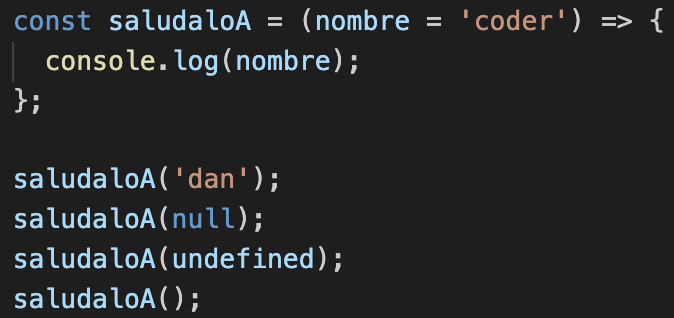 const saludaloA = (nombre = 'coder') => {
  console.log(nombre);
};

saludaloA('dan');
saludaloA(null);
saludaloA(undefined);
saludaloA();